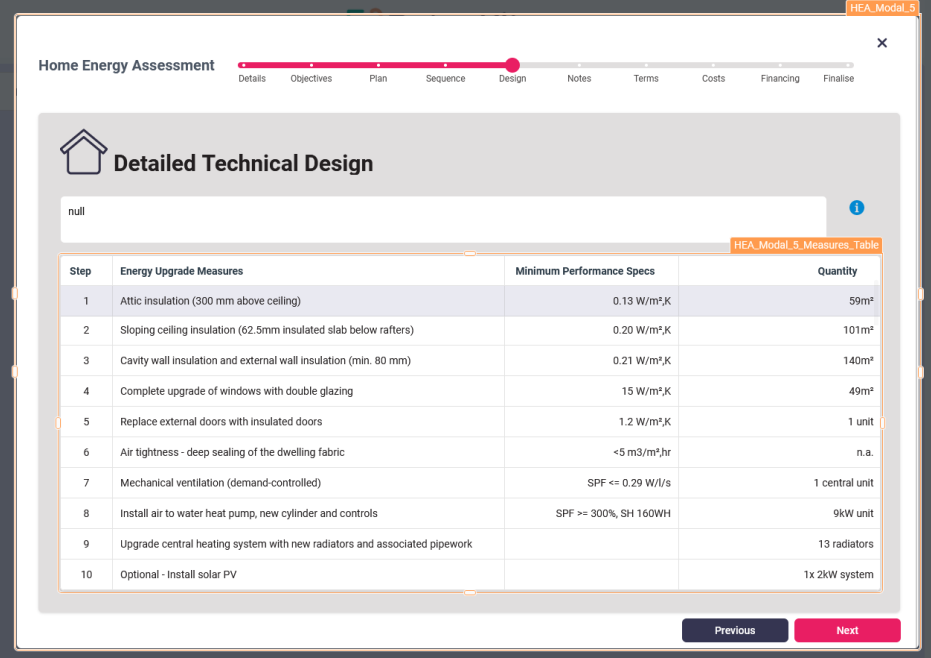 HEA_Modal_5
Home Energy Assessment
Details Objectives Plan Sequence Design Notes Terms Costs Financing Finalise
Detailed Technical Design
null
HEA_Modal_5_Measures_Table
Step Energy Upgrade Measures Minimum Performance Specs Quantity
1 Attic insulation (300 mm above ceiling) 0.13 W/m²,K 59m²
2 Sloping ceiling insulation (62.5mm insulated slab below rafters) 0.20 W/m²,K 101m²
3 Cavity wall insulation and external wall insulation (min. 80 mm) 0.21 W/m²,K 140m²
4 Complete upgrade of windows with double glazing 15 W/m²,K 49m²
5 Replace external doors with insulated doors 1.2 W/m²,K 1 unit
6 Air tightness - deep sealing of the dwelling fabric <5 m3/m²,hr n.a.
7 Mechanical ventilation (demand-controlled) SPF <= 0.29 W/l/s 1 central unit
8 Install air to water heat pump, new cylinder and controls SPF >= 300%, SH 160WH 9kW unit
9 Upgrade central heating system with new radiators and associated pipework 13 radiators
10 Optional - Install solar PV 1x 2kW system
Previous Next